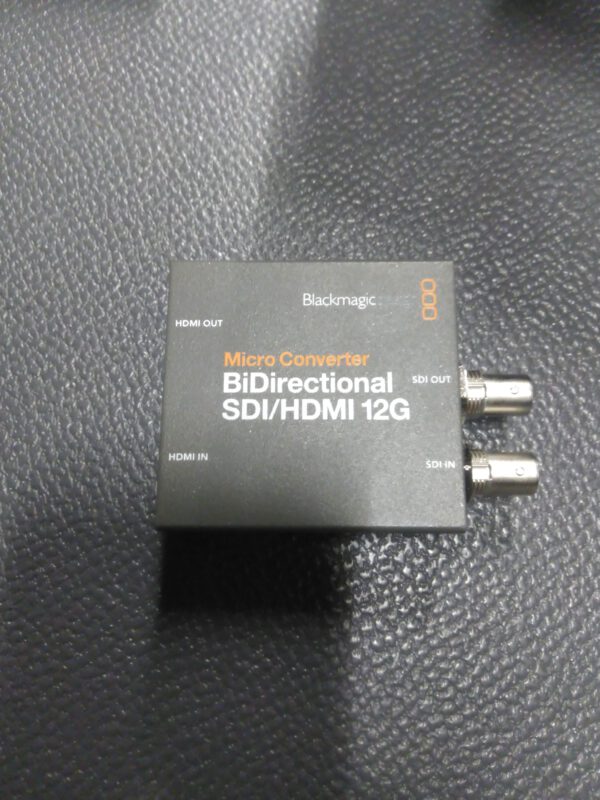 Blackmagic
HDMI OUT
Micro Converter
BiDirectional
SDI OUT
SDI/HDMI 12G
HDMI IN
SDI IN